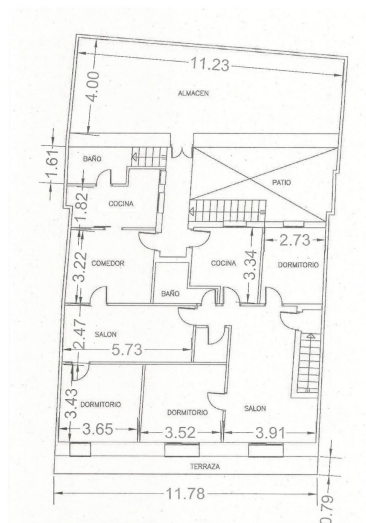 11.23
4.00
ALMACEN
1.61
BAÑO
PATIO
1.82
COCINA
2.73
3.22
COMEDOR
COCINA
3.34
DORMITORIO
BAÑO
2.47
SALON
5.73
3.43
DORMITORIO
DORMITORIO
SALON
3.65
3.52
3.91
TERRAZA
11.78
0.79